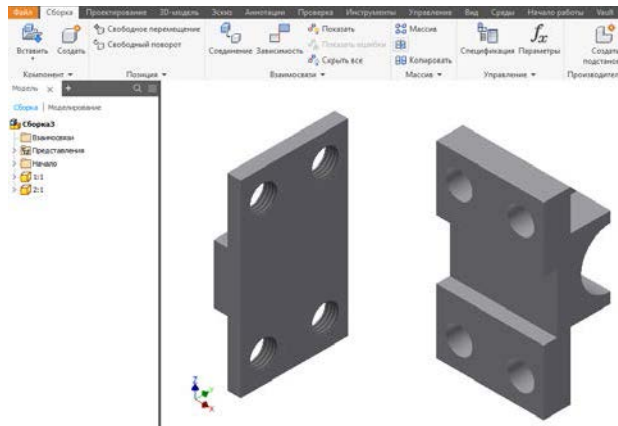 Файл Сборка Проектирование 3D-модель Эскиз Аннотации Проверка Инструменты Управление Вид Среды Начало работы Vault
Вставить
Создать
Свободное перемещение
Свободный поворот
Соединение
Зависимость
Показать
Показать ошибки
Скрыть все
Массив
Копировать
Спецификация
Параметры
Создать
подстанов
Компонент
Позиция
Взаимосвязи
Массив
Управление
Производител
Модель
Сборка | Моделирование
Сборка3
Взаимосвязи
Представления
Начало
1:1
2:1
Z
Y
X